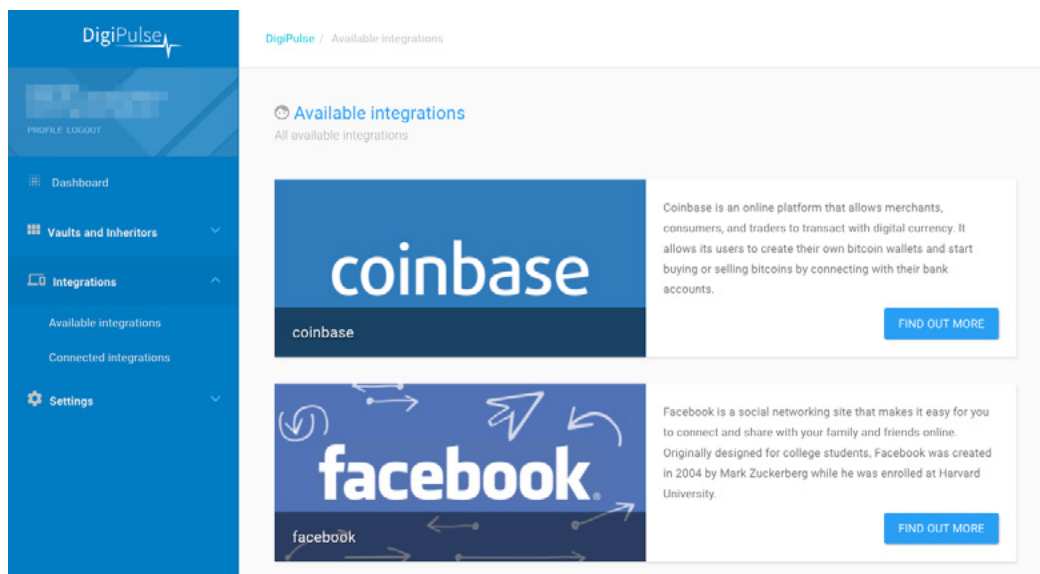 DigiPulse
DigiPulse / Available integrations
PROFILE LOGOUT
Dashboard
Vaults and Inheritors
Integrations
Available integrations
Connected integrations
Settings
Available integrations
All available integrations
coinbase
coinbase
Coinbase is an online platform that allows merchants,
consumers, and traders to transact with digital currency. It
allows its users to create their own bitcoin wallets and start
buying or selling bitcoins by connecting with their bank
accounts.
FIND OUT MORE
facebook
facebook
Facebook is a social networking site that makes it easy for you
to connect and share with your family and friends online.
Originally designed for college students, Facebook was created
in 2004 by Mark Zuckerberg while he was enrolled at Harvard
University.
FIND OUT MORE